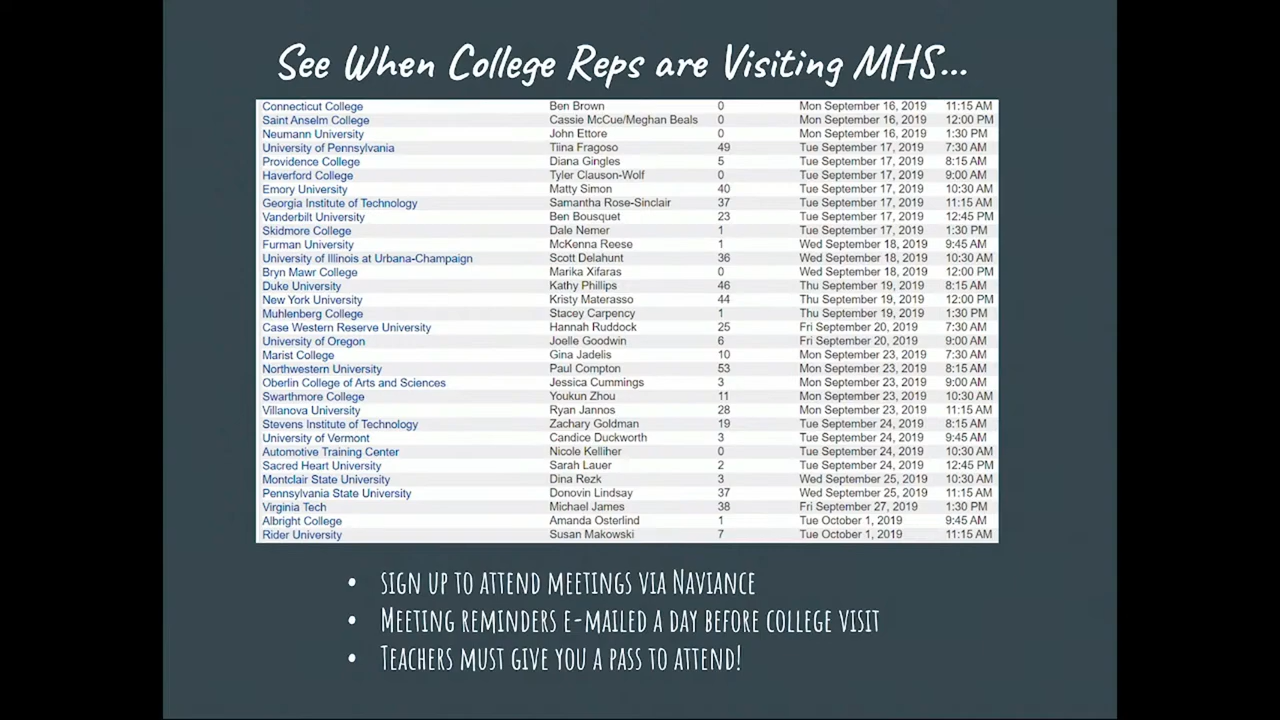 See When College Reps are Visiting MHS...
Connecticut College Ben Brown 0 Mon September 16, 2019 11:15 AM
Saint Anselm College Cassie McCue/Meghan Beals 0 Mon September 16, 2019 12:00 PM
Neumann University John Ettore 0 Mon September 16, 2019 1:30 PM
University of Pennsylvania Tiina Fragoso 49 Tue September 17, 2019 7:30 AM
Providence College Diana Gingles 5 Tue September 17, 2019 8:15 AM
Haverford College Tyler Clauson-Wolf 0 Tue September 17, 2019 9:00 AM
Emory University Matty Simon 40 Tue September 17, 2019 10:30 AM
Georgia Institute of Technology Samantha Rose-Sinclair 37 Tue September 17, 2019 11:15 AM
Vanderbilt University Ben Bousquet 23 Tue September 17, 2019 12:45 PM
Skidmore College Dale Nemer 1 Tue September 17, 2019 1:30 PM
Furman University McKenna Reese 1 Wed September 18, 2019 9:45 AM
University of Illinois at Urbana-Champaign Scott Delahunt 36 Wed September 18, 2019 10:30 AM
Bryn Mawr College Marika Xifaras 0 Wed September 18, 2019 12:00 PM
Duke University Kathy Phillips 46 Thu September 19, 2019 8:15 AM
New York University Kristy Materasso 44 Thu September 19, 2019 12:00 PM
Muhlenberg College Stacey Carpency 1 Thu September 19, 2019 1:30 PM
Case Western Reserve University Hannah Ruddock 25 Fri September 20, 2019 7:30 AM
University of Oregon Joelle Goodwin 6 Fri September 20, 2019 9:00 AM
Marist College Gina Jadelis 10 Mon September 23, 2019 7:30 AM
Northwestern University Paul Compton 53 Mon September 23, 2019 8:15 AM
Oberlin College of Arts and Sciences Jessica Cummings 3 Mon September 23, 2019 9:00 AM
Swarthmore College Youkun Zhou 11 Mon September 23, 2019 10:30 AM
Villanova University Ryan Jannos 28 Mon September 23, 2019 11:15 AM
Stevens Institute of Technology Zachary Goldman 19 Tue September 24, 2019 8:15 AM
University of Vermont Candice Duckworth 3 Tue September 24, 2019 9:45 AM
Automotive Training Center Nicole Kelliher 0 Tue September 24, 2019 10:30 AM
Sacred Heart University Sarah Lauer 2 Tue September 24, 2019 12:45 PM
Montclair State University Dina Rezk 3 Wed September 25, 2019 10:30 AM
Pennsylvania State University Donovin Lindsay 37 Wed September 25, 2019 11:15 AM
Virginia Tech Michael James 38 Fri September 27, 2019 1:30 PM
Albright College Amanda Osterlind 1 Tue October 1, 2019 9:45 AM
Rider University Susan Makowski 7 Tue October 1, 2019 11:15 AM
• SIGN UP TO ATTEND MEETINGS VIA NAVIANCE
• MEETING REMINDERS E-MAILED A DAY BEFORE COLLEGE VISIT
• TEACHERS MUST GIVE YOU A PASS TO ATTEND!